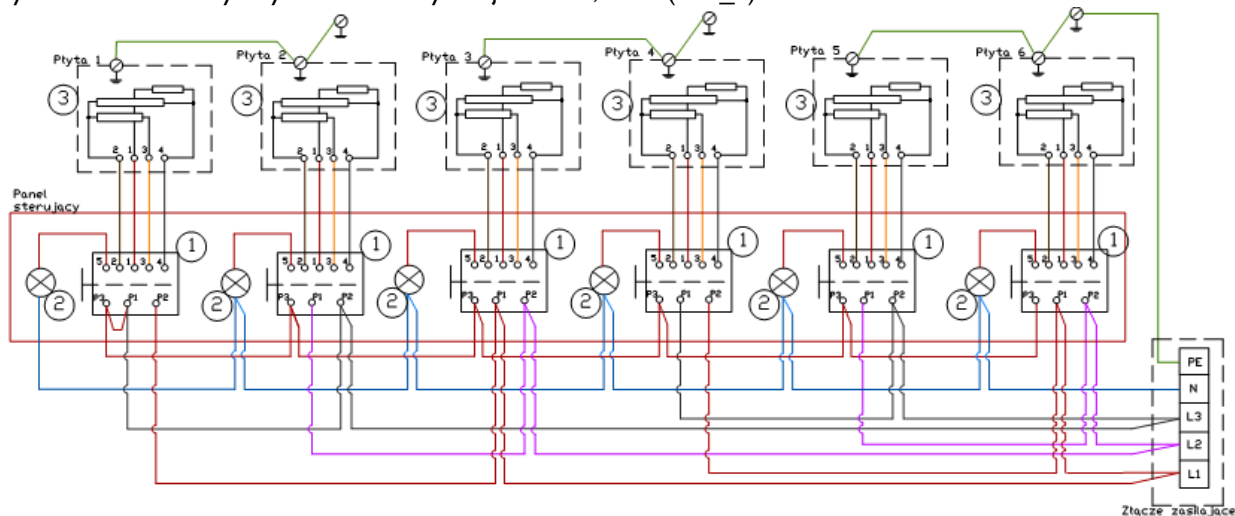 Płyta 1 Płyta 2 Płyta 3 Płyta 4 Płyta 5 Płyta 6
3 3 3 3 3 3
2 1 3 4 2 1 3 4 2 1 3 4 2 1 3 4 2 1 3 4 2 1 3 4
Panel
sterujacy
1 1 1 1 1 1
5 2 1 3 4 5 2 1 3 4 5 2 1 3 4 5 2 1 3 4 5 2 1 3 4 5 2 1 3 4
2 2 2 2 2 2
P3 P1 P2 P3 P1 P2 P3 P1 P2 P3 P1 P2 P3 P1 P2 P3 P1 P2
PE
N
L3
L2
L1
Złącze zasilające